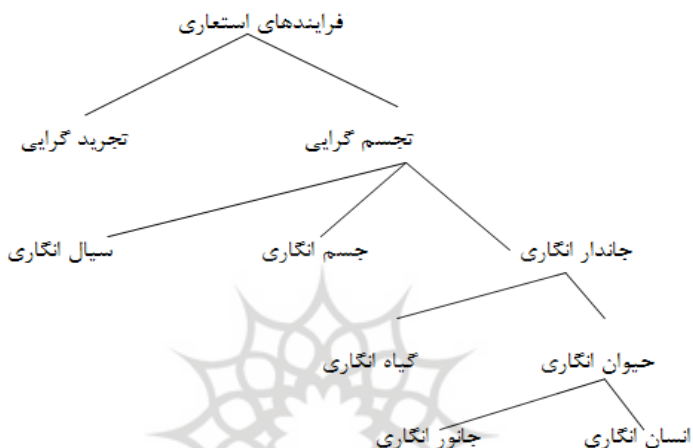 فرایندهای استعاری
تجسم گرایی تجرید گرایی
جاندار انگاری جسم انگاری سیال انگاری
حیوان انگاری گیاه انگاری
انسان انگاری جانور انگاری